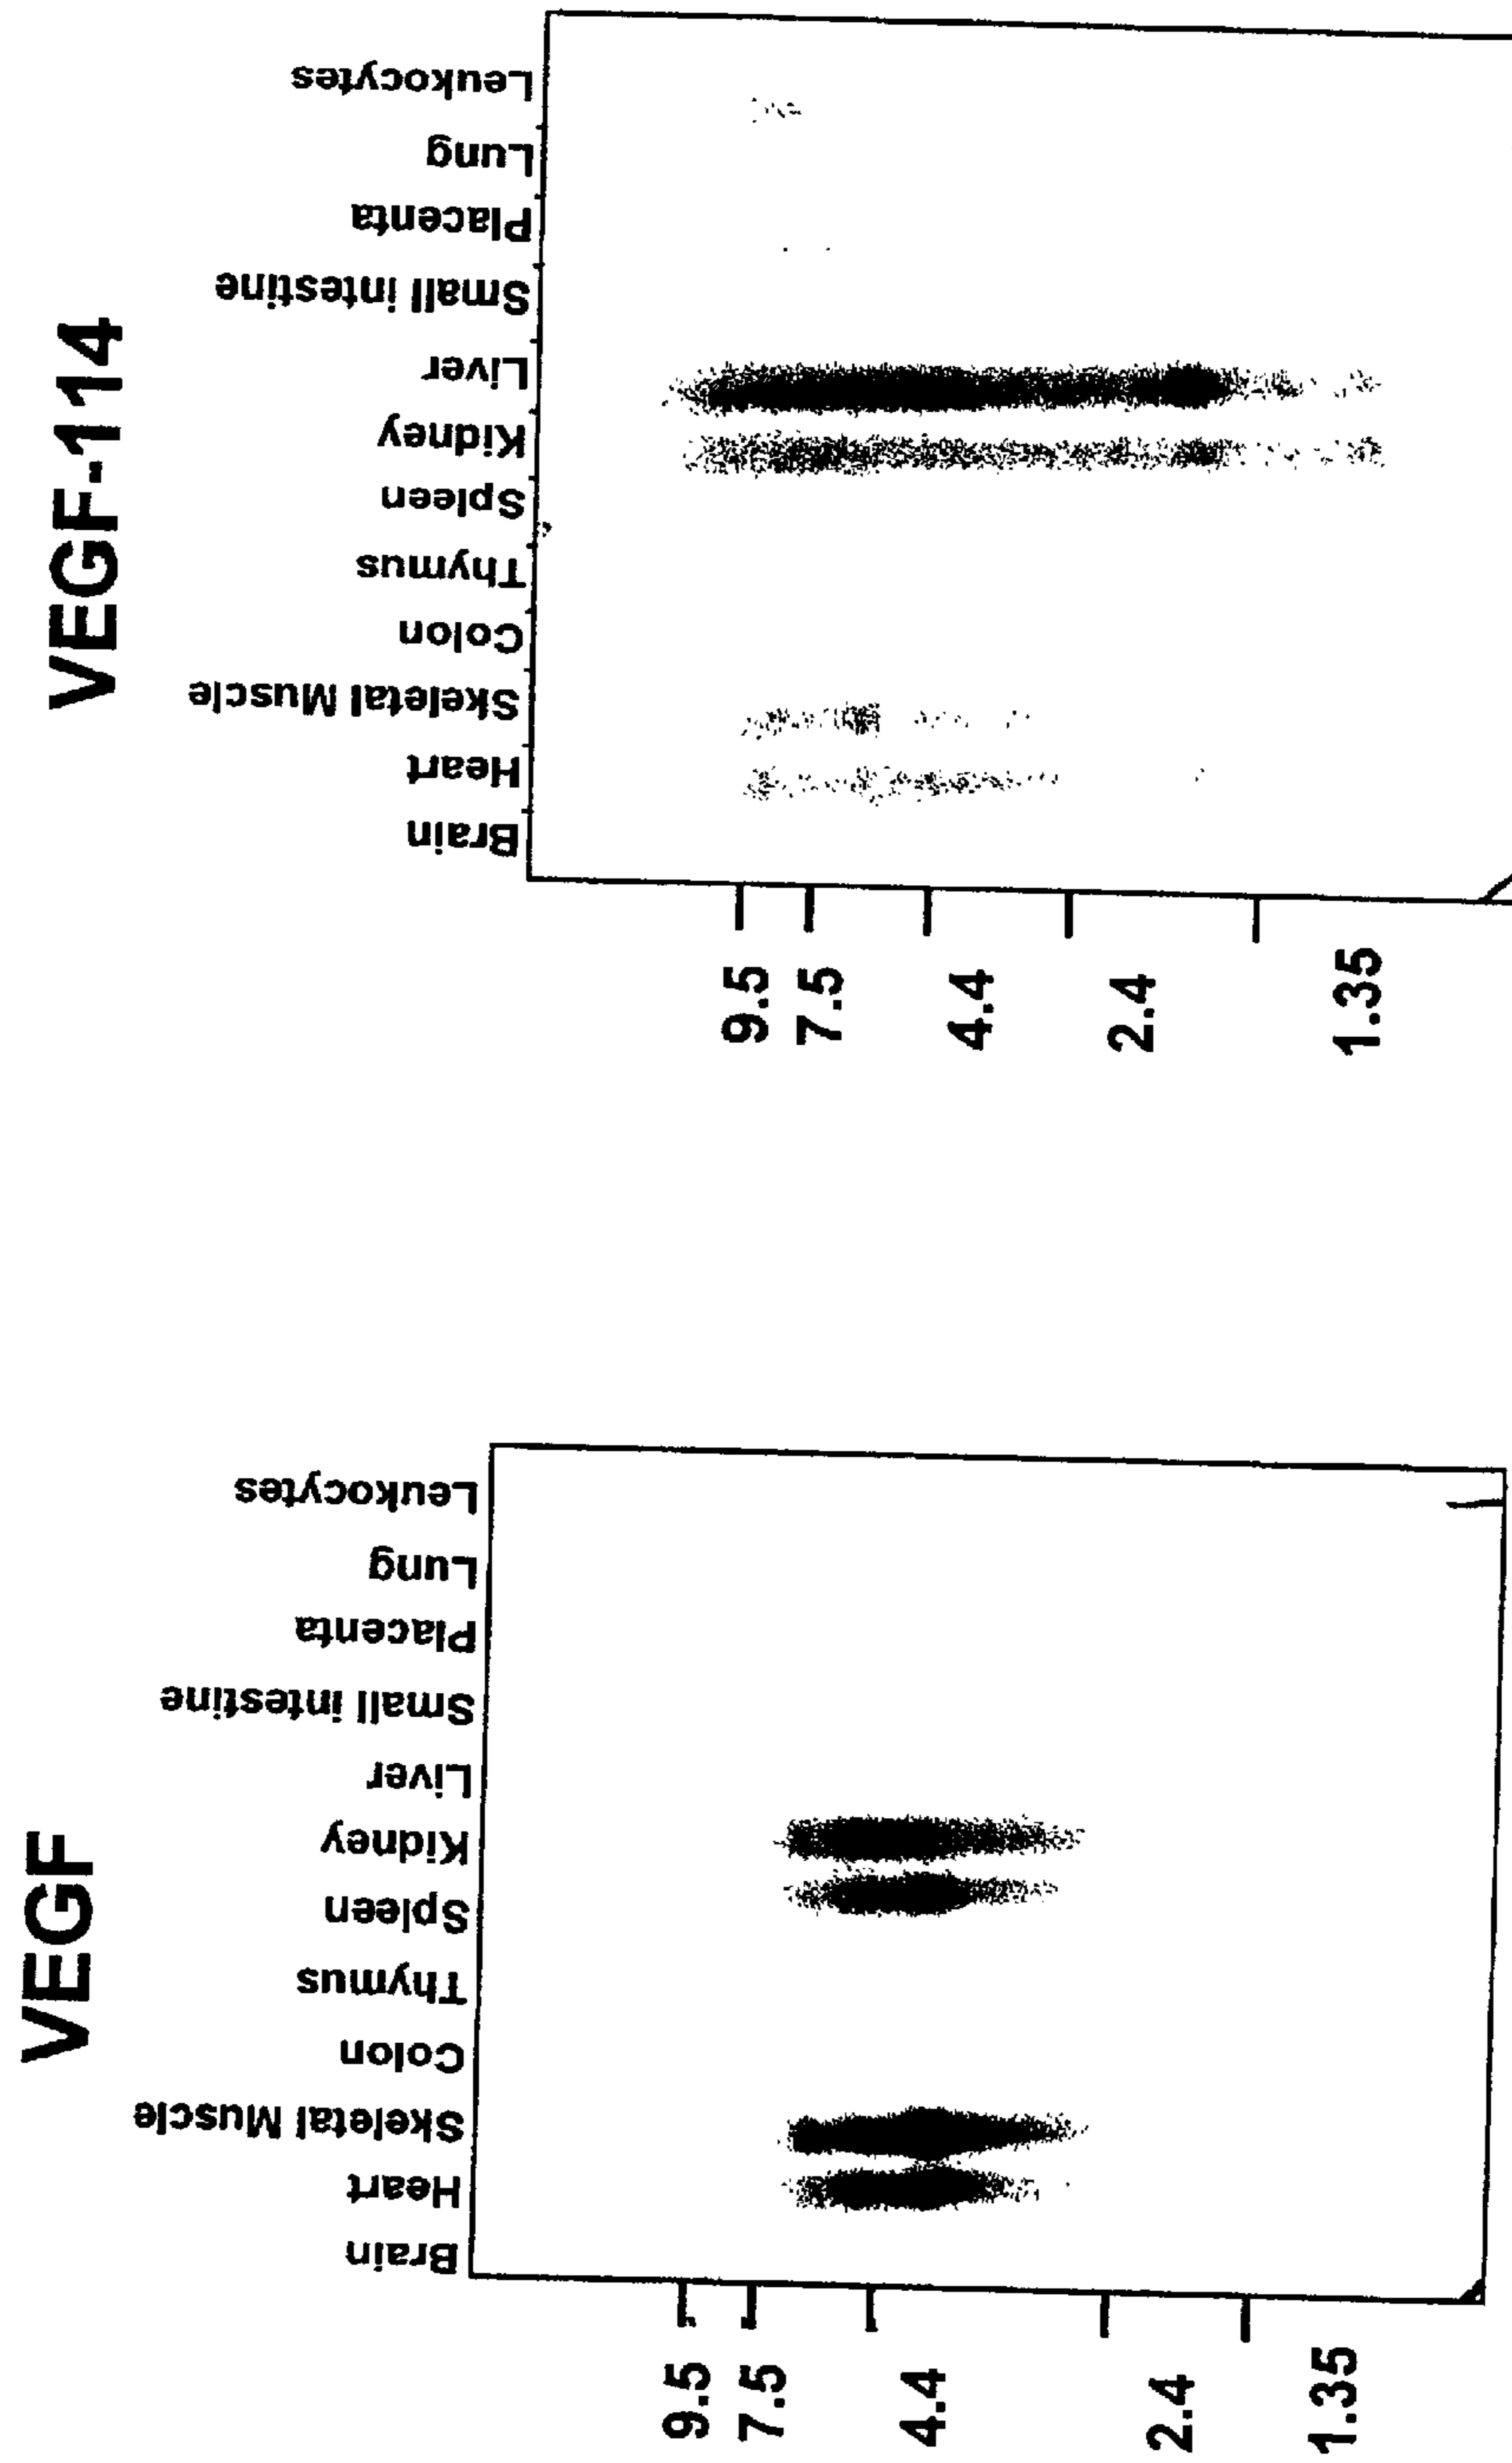 VEGF
Brain
Heart
Skeletal Muscle
Colon
Thymus
Spleen
Kidney
Liver
Small intestine
Placenta
Lung
Leukocytes
9.5
7.5
4.4
2.4
1.35
VEGF-114
Brain
Heart
Skeletal Muscle
Colon
Thymus
Spleen
Kidney
Liver
Small intestine
Placenta
Lung
Leukocytes
9.5
7.5
4.4
2.4
1.35